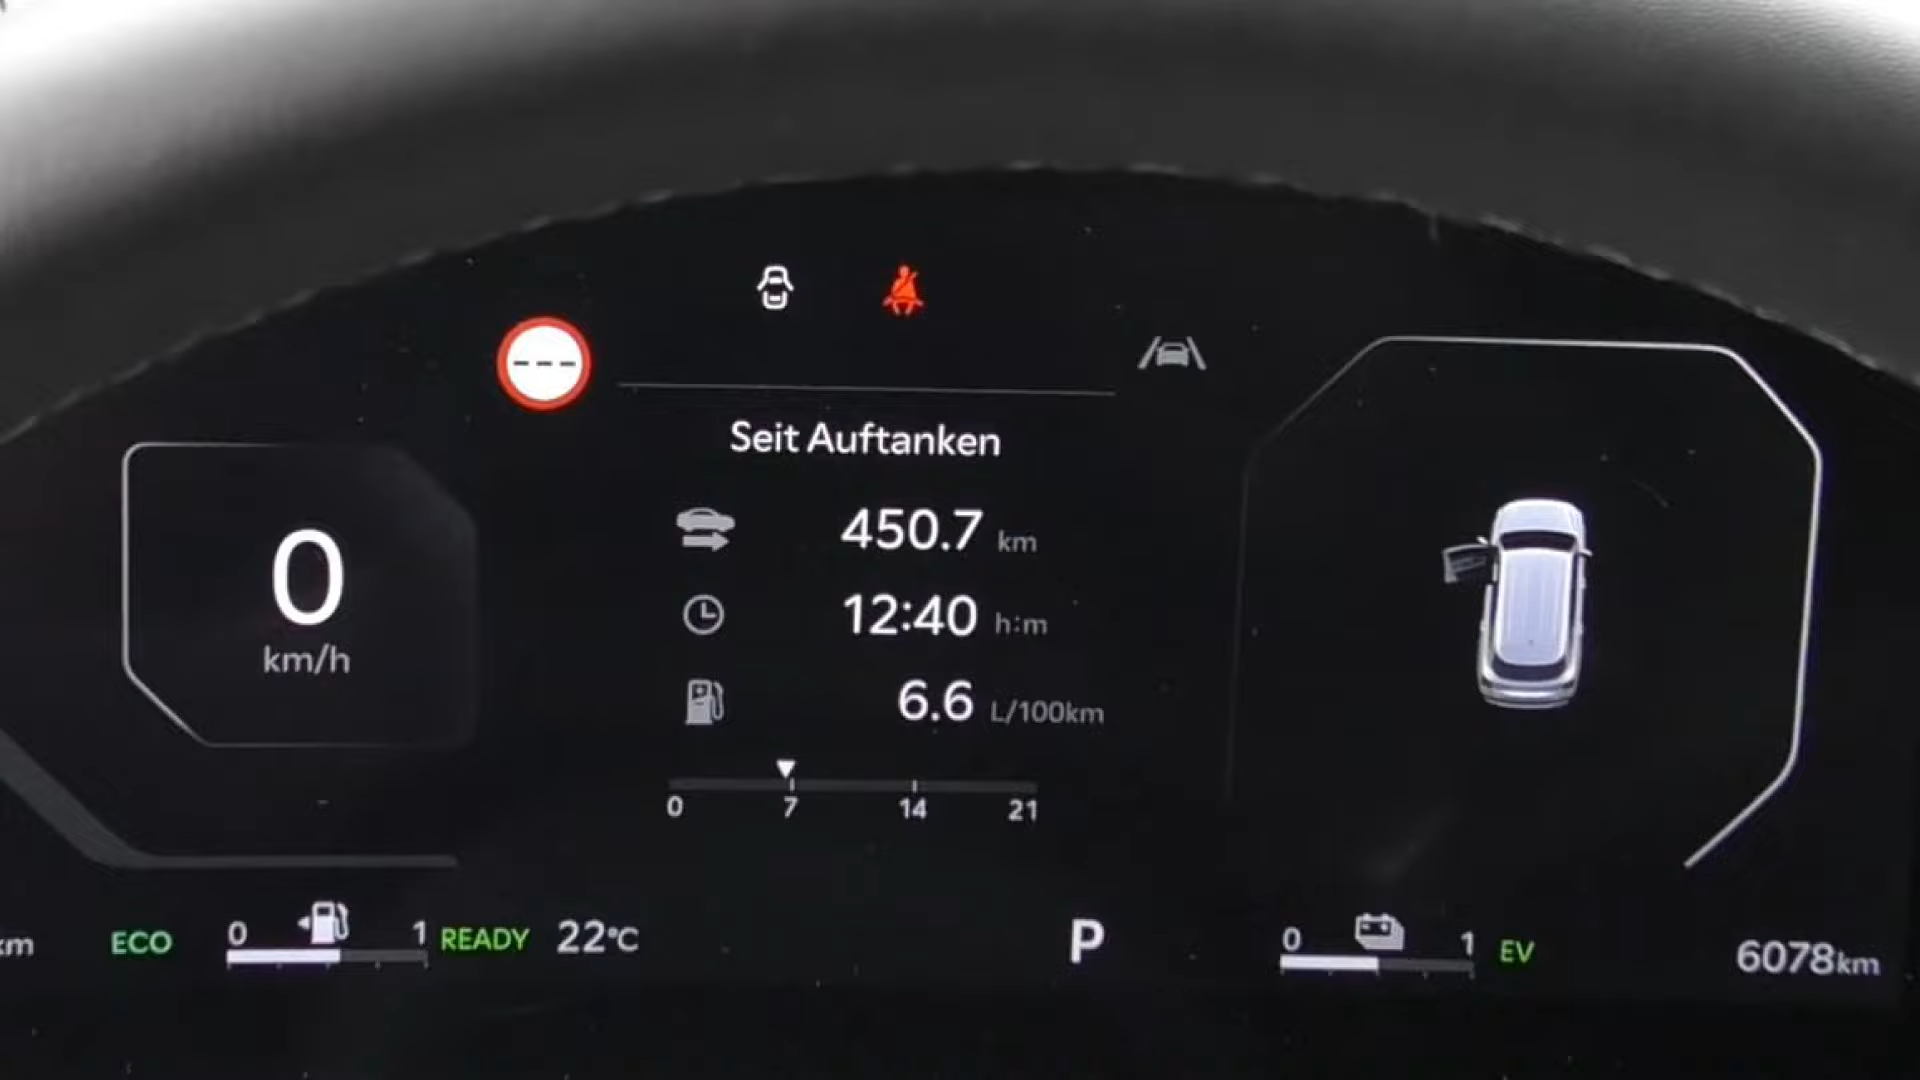 ---
Seit Auftanken
450.7 km
12:40 h:m
6.6 L/100km
0 7 14 21
0
km/h
km
ECO
0 1
READY
22°C
P
0 1
EV
6078km